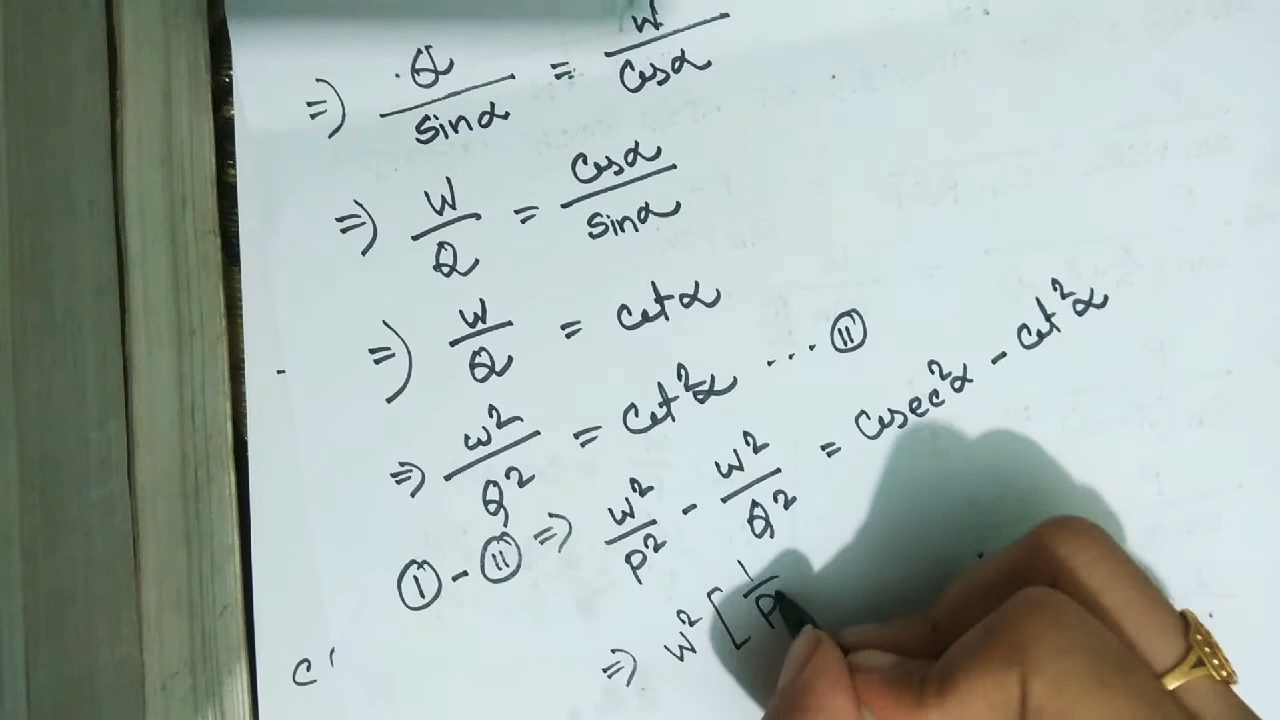 ⇒) Q/sinα = W/cosα
⇒) W/Q = cosα/sinα
⇒) W/Q = cotα
⇒) w²/Q² = cot²α ... (II)
(I) - (II) ⇒) W²/P² - W²/Q² = cosec²α - cot²α
⇒) W² [ 1/P